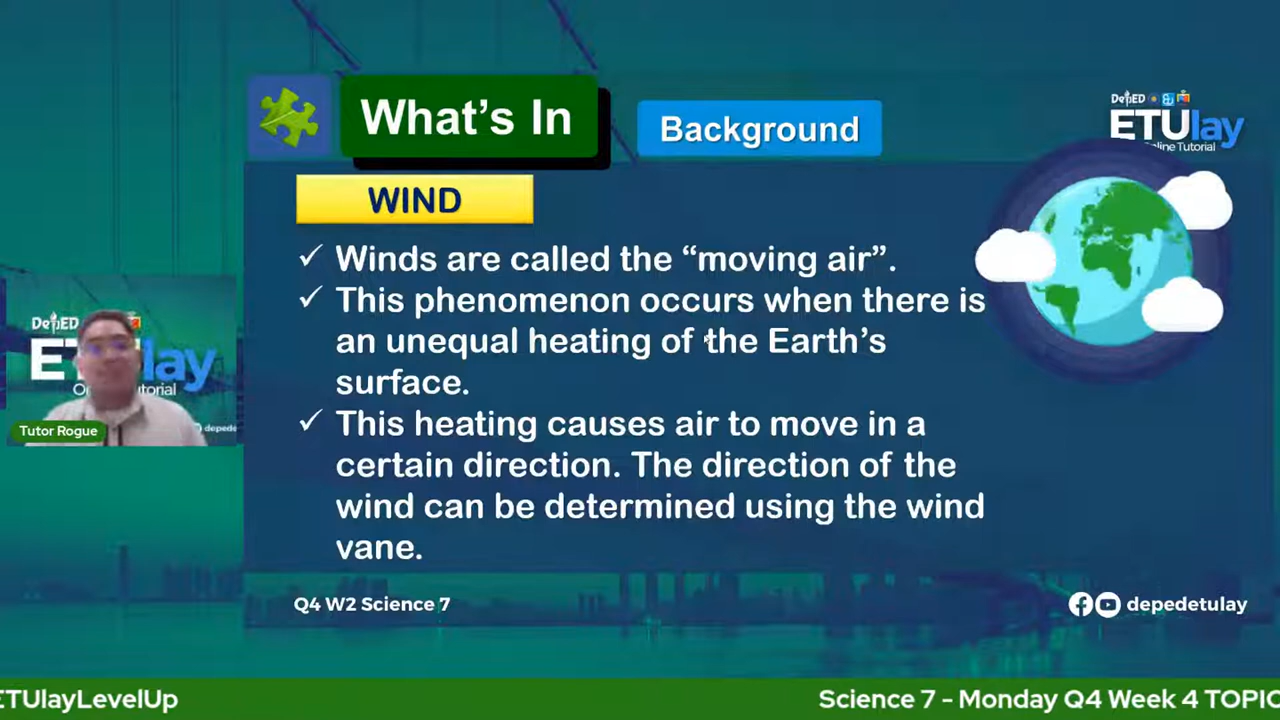 What's In
Background
DepED
ETUlay
Online Tutorial
WIND
✓ Winds are called the “moving air”.
✓ This phenomenon occurs when there is
an unequal heating of the Earth's
surface.
✓ This heating causes air to move in a
certain direction. The direction of the
wind can be determined using the wind
vane.
DepED
Tutor Rogue
Q4 W2 Science 7
depedetulay
ETUlayLevelUp
Science 7 - Monday Q4 Week 4 TOPIC